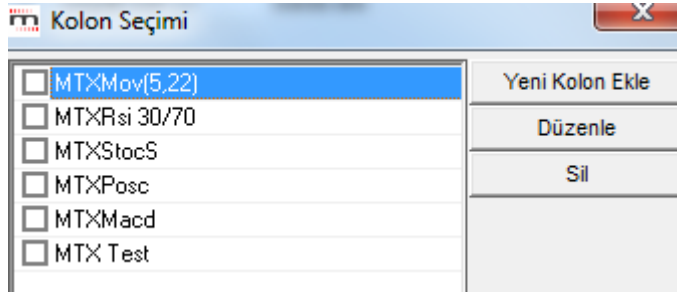 Kolon Seçimi
MTXMov(5,22)
MTXRsi 30/70
MTXStocS
MTXPosc
MTXMacd
MTX Test
Yeni Kolon Ekle
Düzenle
Sil